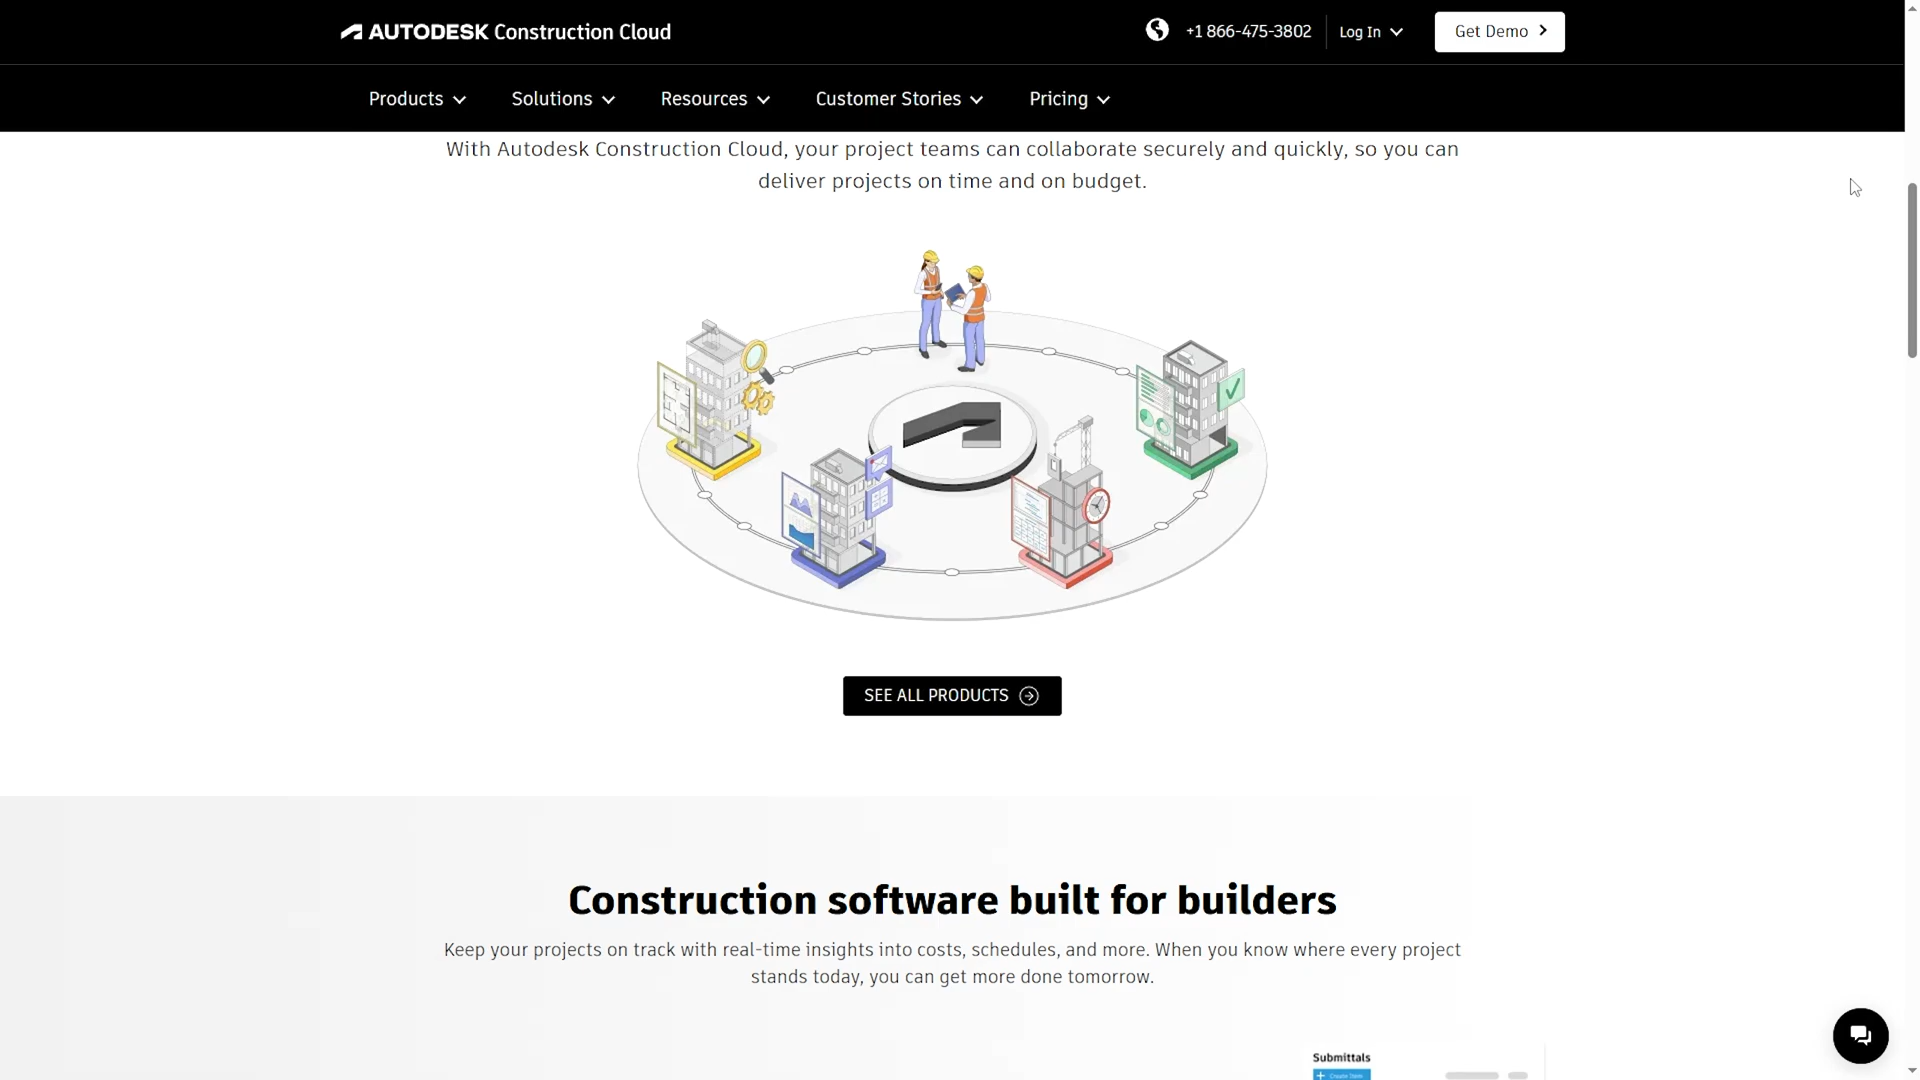 AUTODESK Construction Cloud
+1 866-475-3802
Log In
Get Demo
Products
Solutions
Resources
Customer Stories
Pricing
With Autodesk Construction Cloud, your project teams can collaborate securely and quickly, so you can
deliver projects on time and on budget.
SEE ALL PRODUCTS
Construction software built for builders
Keep your projects on track with real-time insights into costs, schedules, and more. When you know where every project
stands today, you can get more done tomorrow.
Submittals
Create Item